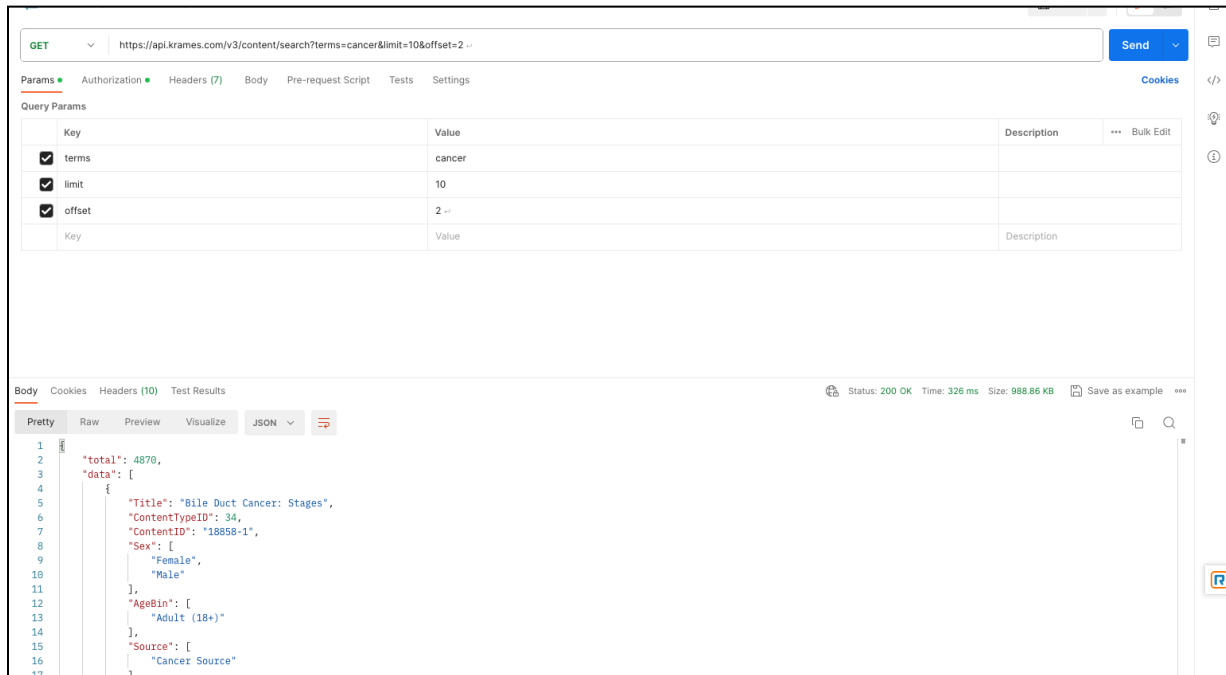 GET https://api.krames.com/v3/content/search?terms=cancer&limit=10&offset=2 ↵ Send
Params Authorization Headers (7) Body Pre-request Script Tests Settings Cookies
Query Params
Key Value Description ••• Bulk Edit
terms cancer
limit 10
offset 2 ↵
Key Value Description
Body Cookies Headers (10) Test Results Status: 200 OK Time: 326 ms Size: 988.86 KB Save as example
Pretty Raw Preview Visualize JSON
1 {
2 "total": 4870,
3 "data": [
4 {
5 "Title": "Bile Duct Cancer: Stages",
6 "ContentTypeID": 34,
7 "ContentID": "18858-1",
8 "Sex": [
9 "Female",
10 "Male"
11 ],
12 "AgeBin": [
13 "Adult (18+)"
14 ],
15 "Source": [
16 "Cancer Source"
17 ]